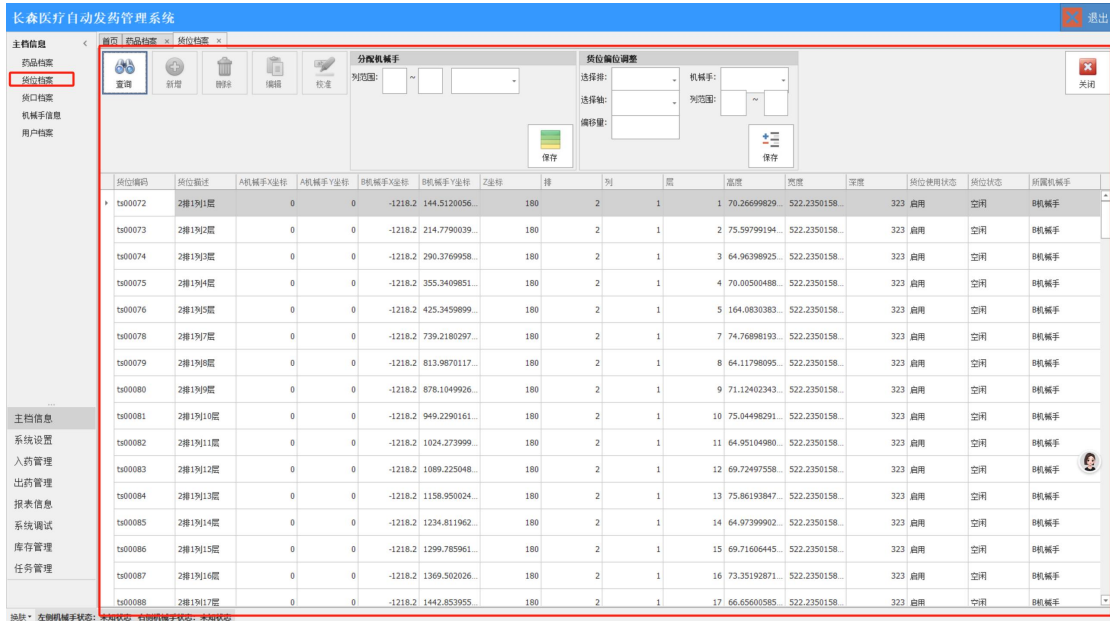 长森医疗自动发药管理系统 退出
主档信息 <
药品档案
货位档案
货口档案
机械手信息
用户档案
首页 药品档案 × 货位档案 ×
查询 新增 删除 编辑 校准
分配机械手
列范围: ~
保存
货位偏位调整
选择排: 机械手:
选择轴: 列范围: ~
偏移量:
保存
关闭
货位编码 货位描述 A机械手X坐标 A机械手Y坐标 B机械手X坐标 B机械手Y坐标 Z坐标 排 列 层 高度 宽度 深度 货位使用状态 货位状态 所属机械手
ts00072 2排1列1层 0 0 -1218.2 144.5120056... 180 2 1 1 70.26699829... 522.2350158... 323 启用 空闲 B机械手
ts00073 2排1列2层 0 0 -1218.2 214.7790039... 180 2 1 2 75.59799194... 522.2350158... 323 启用 空闲 B机械手
ts00074 2排1列3层 0 0 -1218.2 290.3769958... 180 2 1 3 64.96398925... 522.2350158... 323 启用 空闲 B机械手
ts00075 2排1列4层 0 0 -1218.2 355.3409851... 180 2 1 4 70.00500488... 522.2350158... 323 启用 空闲 B机械手
ts00076 2排1列5层 0 0 -1218.2 425.3459899... 180 2 1 5 164.0830383... 522.2350158... 323 启用 空闲 B机械手
ts00078 2排1列7层 0 0 -1218.2 739.2180297... 180 2 1 7 74.76898193... 522.2350158... 323 启用 空闲 B机械手
ts00079 2排1列8层 0 0 -1218.2 813.9870117... 180 2 1 8 64.11798095... 522.2350158... 323 启用 空闲 B机械手
ts00080 2排1列9层 0 0 -1218.2 878.1049926... 180 2 1 9 71.12402343... 522.2350158... 323 启用 空闲 B机械手
ts00081 2排1列10层 0 0 -1218.2 949.2290161... 180 2 1 10 75.04498291... 522.2350158... 323 启用 空闲 B机械手
ts00082 2排1列11层 0 0 -1218.2 1024.273999... 180 2 1 11 64.95104980... 522.2350158... 323 启用 空闲 B机械手
ts00083 2排1列12层 0 0 -1218.2 1089.225048... 180 2 1 12 69.72497558... 522.2350158... 323 启用 空闲 B机械手
ts00084 2排1列13层 0 0 -1218.2 1158.950024... 180 2 1 13 75.86193847... 522.2350158... 323 启用 空闲 B机械手
ts00085 2排1列14层 0 0 -1218.2 1234.811962... 180 2 1 14 64.97399902... 522.2350158... 323 启用 空闲 B机械手
ts00086 2排1列15层 0 0 -1218.2 1299.785961... 180 2 1 15 69.71606445... 522.2350158... 323 启用 空闲 B机械手
ts00087 2排1列16层 0 0 -1218.2 1369.502026... 180 2 1 16 73.35192871... 522.2350158... 323 启用 空闲 B机械手
ts00088 2排1列17层 0 0 -1218.2 1442.853955... 180 2 1 17 66.65600585... 522.2350158... 323 启用 空闲 B机械手
主档信息
系统设置
入药管理
出药管理
报表信息
系统调试
库存管理
任务管理
换肤 左侧机械手状态: 未知状态 右侧机械手状态: 未知状态